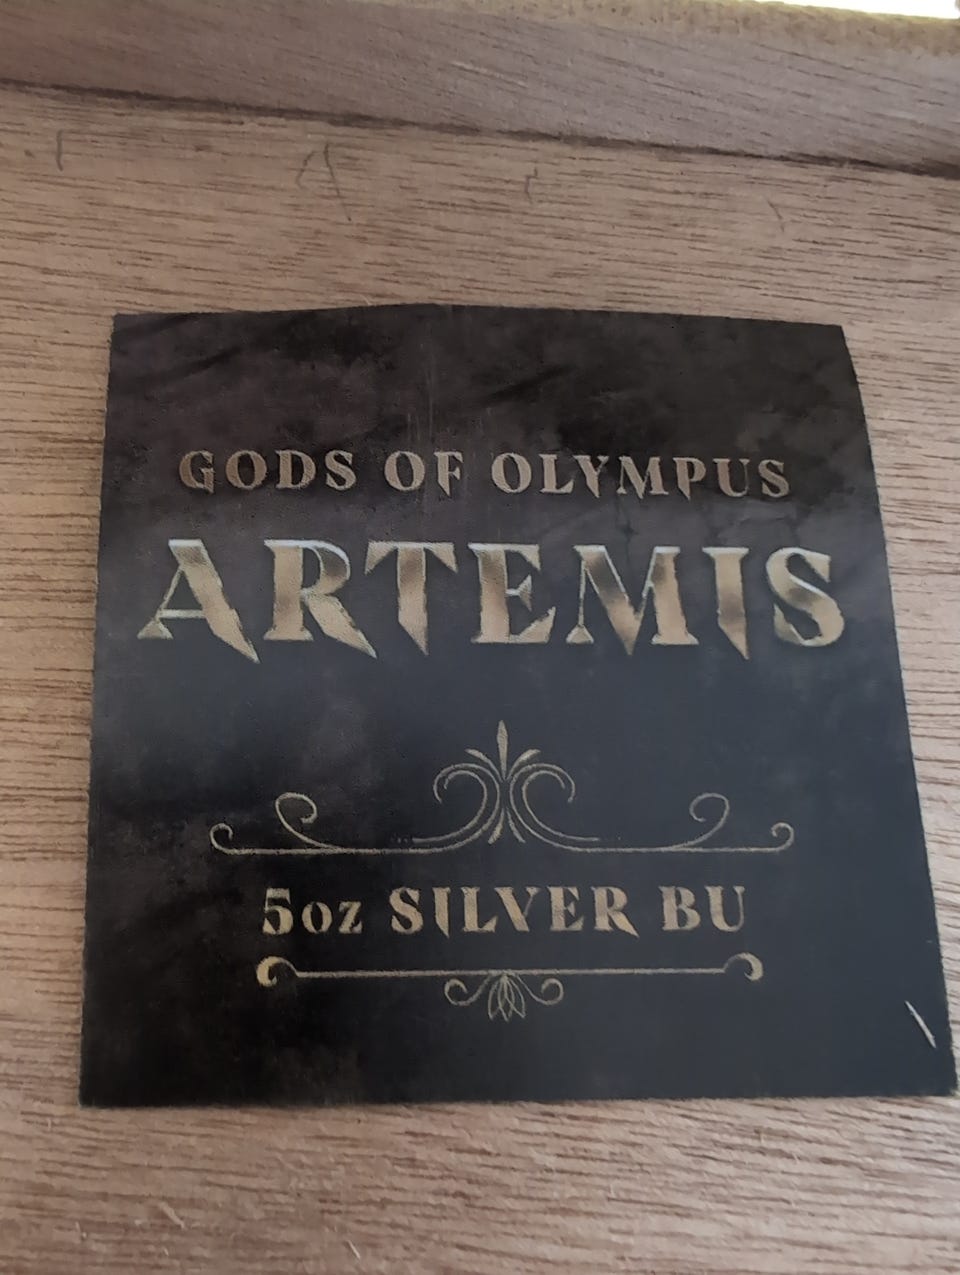 GODS OF OLYMPUS
ARTEMIS
5oz SILVER BU